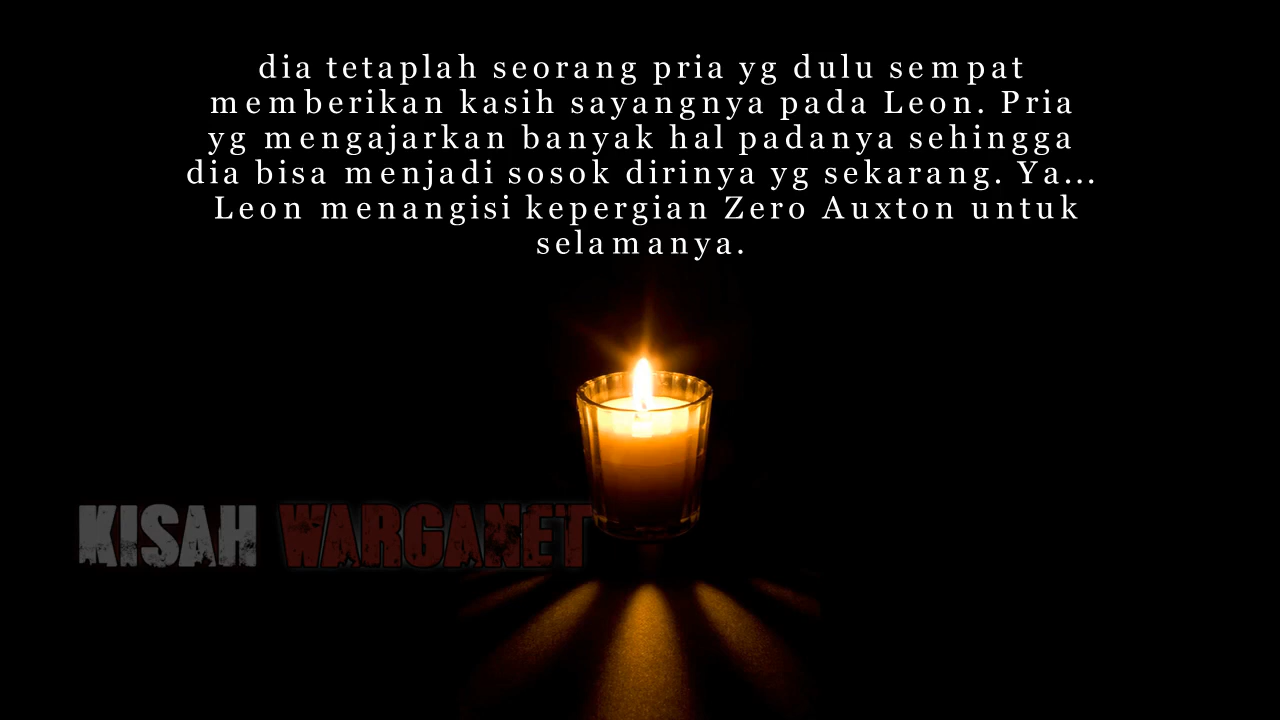 dia tetaplah seorang pria yg dulu sempat
memberikan kasih sayangnya pada Leon. Pria
yg mengajarkan banyak hal padanya sehingga
dia bisa menjadi sosok dirinya yg sekarang. Ya...
Leon menangisi kepergian Zero Auxton untuk
selamanya.
KISAH WARGANET